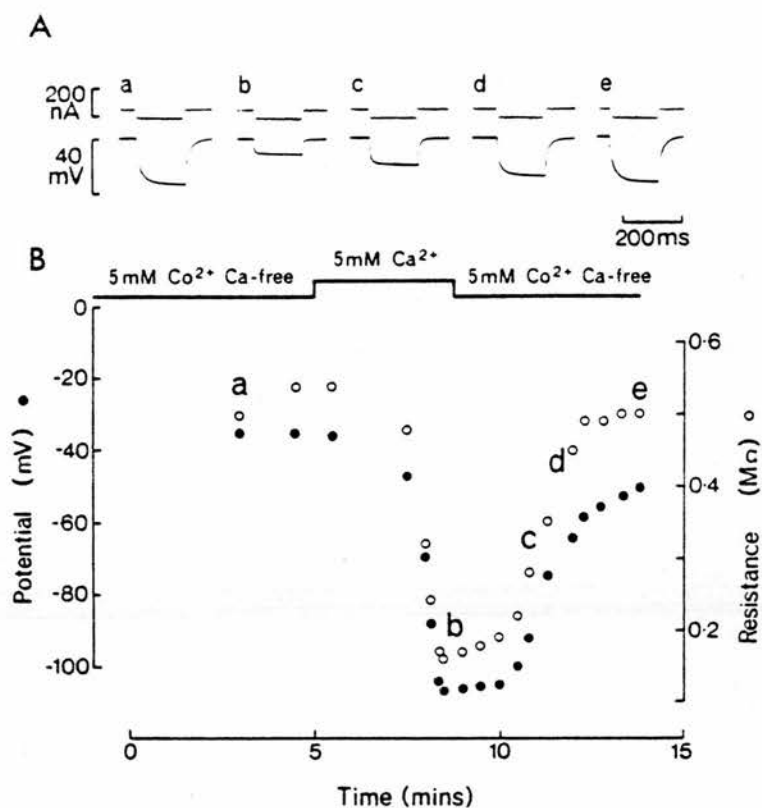 A
a b c d e
200
nA
40
mV
200ms
B
5mM Co²⁺ Ca-free 5mM Ca²⁺ 5mM Co²⁺ Ca-free
0
-20
-40
-60
-80
-100
Potential (mV) ●
0·6
0·4
0·2
Resistance (MΩ) ○
a
b
c
d
e
0 5 10 15
Time (mins)